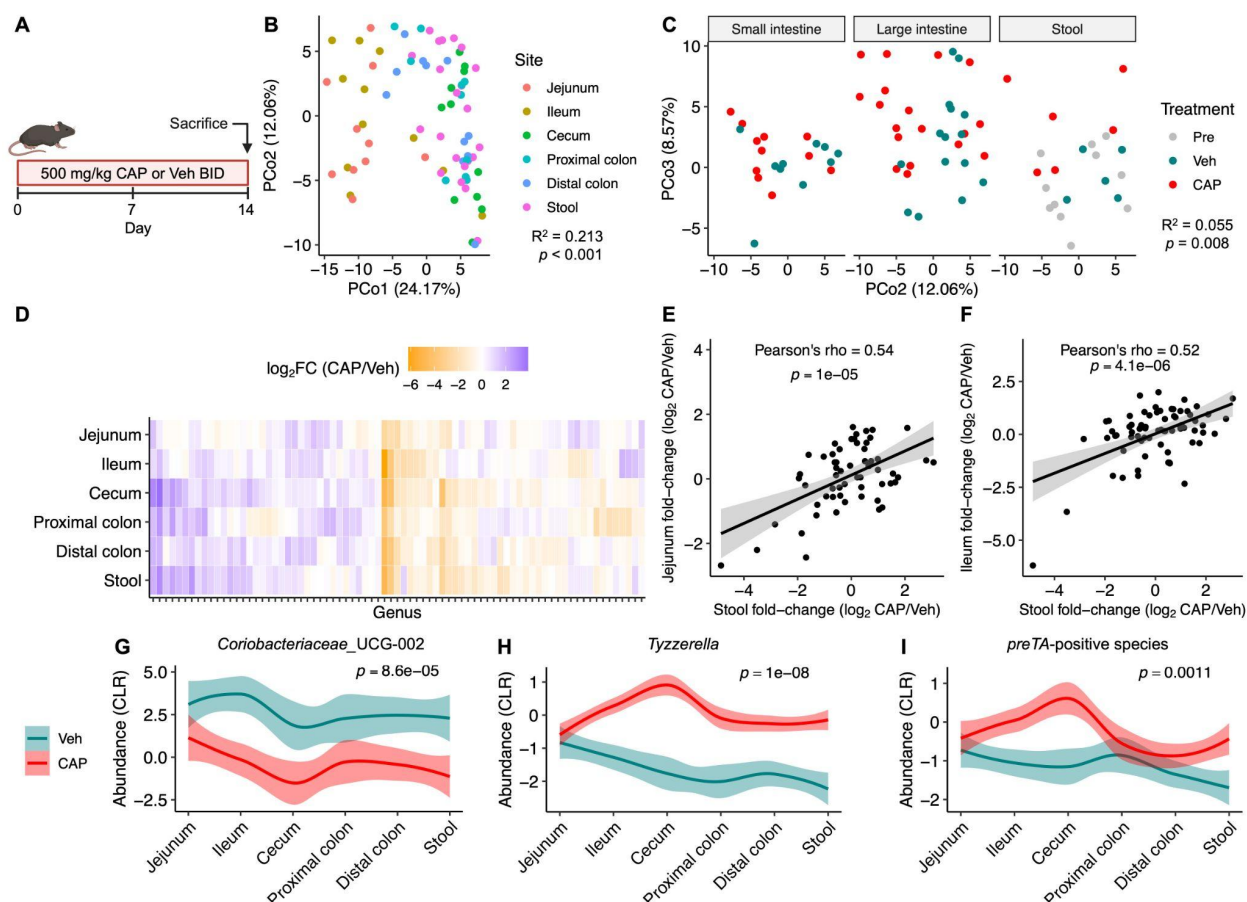 A
Sacrifice
500 mg/kg CAP or Veh BID
0 7 14
Day
B
PCo2 (12.06%)
5
0
−5
−10
−15 −10 −5 0 5
PCo1 (24.17%)
Site
Jejunum
Ileum
Cecum
Proximal colon
Distal colon
Stool
R² = 0.213
p < 0.001
C
Small intestine Large intestine Stool
PCo3 (8.57%)
10
5
0
−5
−10 −5 0 5 −10 −5 0 5 −10 −5 0 5
PCo2 (12.06%)
Treatment
Pre
Veh
CAP
R² = 0.055
p = 0.008
D
log₂FC (CAP/Veh)
−6 −4 −2 0 2
Jejunum
Ileum
Cecum
Proximal colon
Distal colon
Stool
Genus
E
Jejunum fold−change (log₂ CAP/Veh)
Pearson's rho = 0.54
p = 1e−05
4
2
0
−2
−4 −2 0 2
Stool fold−change (log₂ CAP/Veh)
F
Ileum fold−change (log₂ CAP/Veh)
Pearson's rho = 0.52
p = 4.1e−06
2.5
0.0
−2.5
−5.0
−4 −2 0 2
Stool fold−change (log₂ CAP/Veh)
Veh
CAP
G
Coriobacteriaceae_UCG-002
p = 8.6e−05
Abundance (CLR)
5.0
2.5
0.0
−2.5
Jejunum
Ileum
Cecum
Proximal colon
Distal colon
Stool
H
Tyzzerella
p = 1e−08
Abundance (CLR)
1
0
−1
−2
Jejunum
Ileum
Cecum
Proximal colon
Distal colon
Stool
I
preTA-positive species
p = 0.0011
Abundance (CLR)
1
0
−1
−2
Jejunum
Ileum
Cecum
Proximal colon
Distal colon
Stool